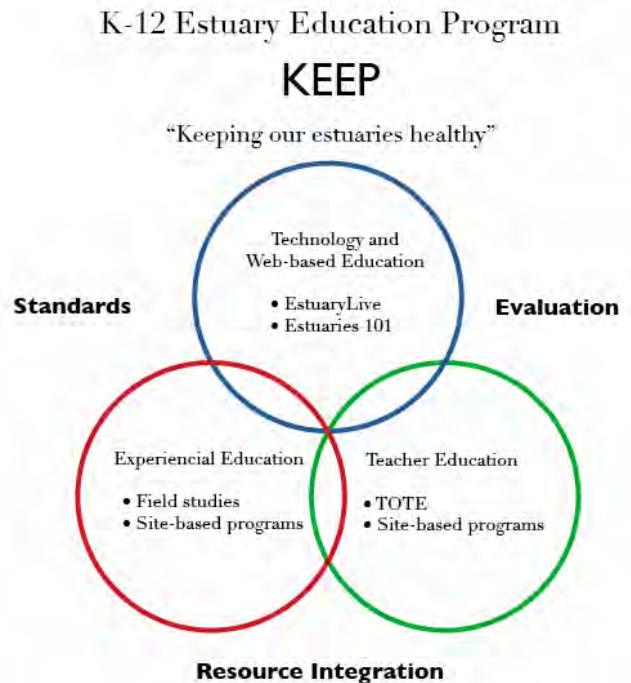 K-12 Estuary Education Program
KEEP
“Keeping our estuaries healthy”
Technology and
Web-based Education
• EstuaryLive
• Estuaries 101
Standards
Evaluation
Experiencial Education
• Field studies
• Site-based programs
Teacher Education
• TOTE
• Site-based programs
Resource Integration